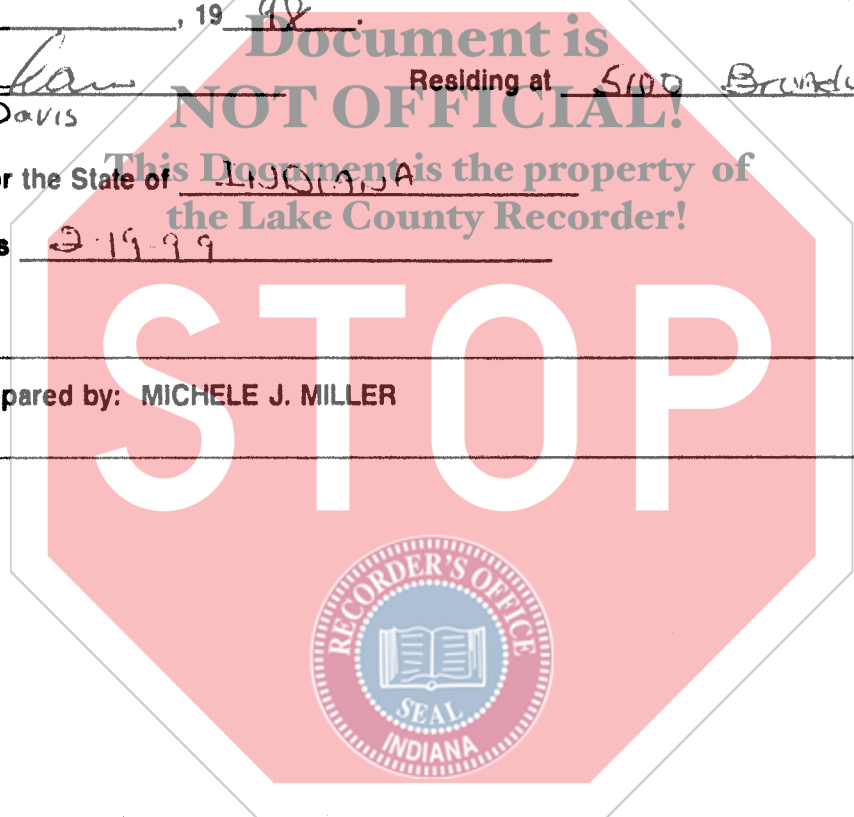 , 19 98.
Document is
Residing at 5100
Davis
NOT OFFICIAL!
r the State of INDIANA
This Document is the property of
the Lake County Recorder!
s 2-19-99
STOP
pared by: MICHELE J. MILLER
RECORDER'S OFFICE
SEAL
INDIANA